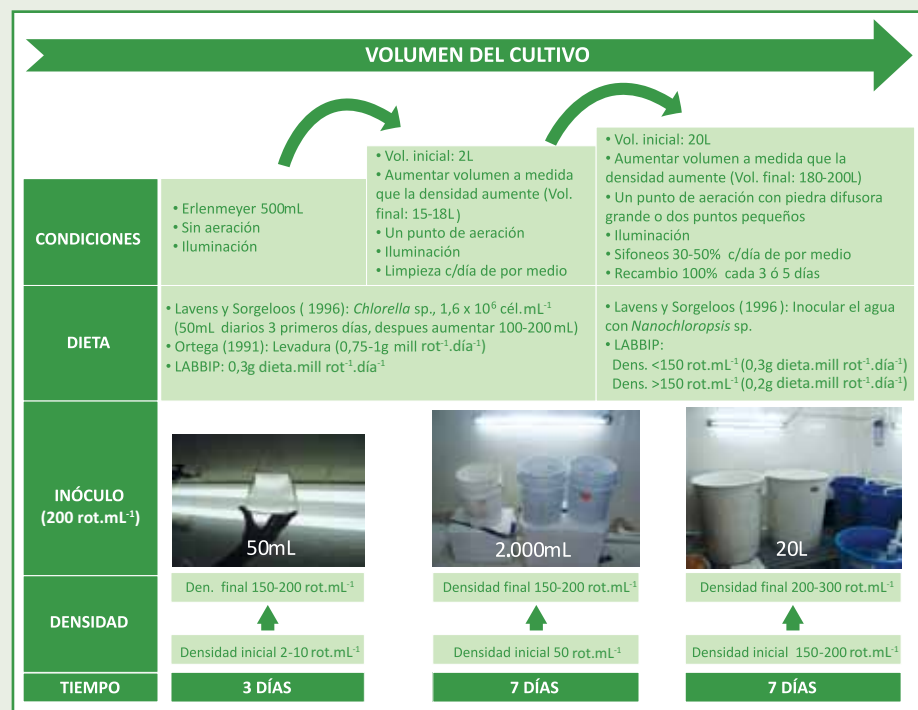 VOLUMEN DEL CULTIVO
CONDICIONES
• Erlenmeyer 500mL
• Sin aeración
• Iluminación
• Vol. inicial: 2L
• Aumentar volumen a medida
que la densidad aumente (Vol.
final: 15-18L)
• Un punto de aeración
• Iluminación
• Limpieza c/día de por medio
• Vol. inicial: 20L
• Aumentar volumen a medida que la
densidad aumente (Vol. final: 180-200L)
• Un punto de aeración con piedra difusora
grande o dos puntos pequeños
• Iluminación
• Sifoneos 30-50% c/día de por medio
• Recambio 100% cada 3 ó 5 días
DIETA
• Lavens y Sorgeloos ( 1996): Chlorella sp., 1,6 x 10⁶ cél.mL⁻¹
(50mL diarios 3 primeros días, despues aumentar 100-200 mL)
• Ortega (1991): Levadura (0,75-1g mill rot⁻¹.día⁻¹)
• LABBIP: 0,3g dieta.mill rot⁻¹.día⁻¹
• Lavens y Sorgeloos (1996): Inocular el agua
con Nanochloropsis sp.
• LABBIP:
Dens. <150 rot.mL⁻¹ (0,3g dieta.mill rot⁻¹.día⁻¹)
Dens. >150 rot.mL⁻¹ (0,2g dieta.mill rot⁻¹.día⁻¹)
INÓCULO
(200 rot.mL⁻¹)
50mL
2.000mL
20L
DENSIDAD
Den. final 150-200 rot.mL⁻¹
Densidad final 150-200 rot.mL⁻¹
Densidad final 200-300 rot.mL⁻¹
Densidad inicial 2-10 rot.mL⁻¹
Densidad inicial 50 rot.mL⁻¹
Densidad inicial 150-200 rot.mL⁻¹
TIEMPO
3 DÍAS
7 DÍAS
7 DÍAS